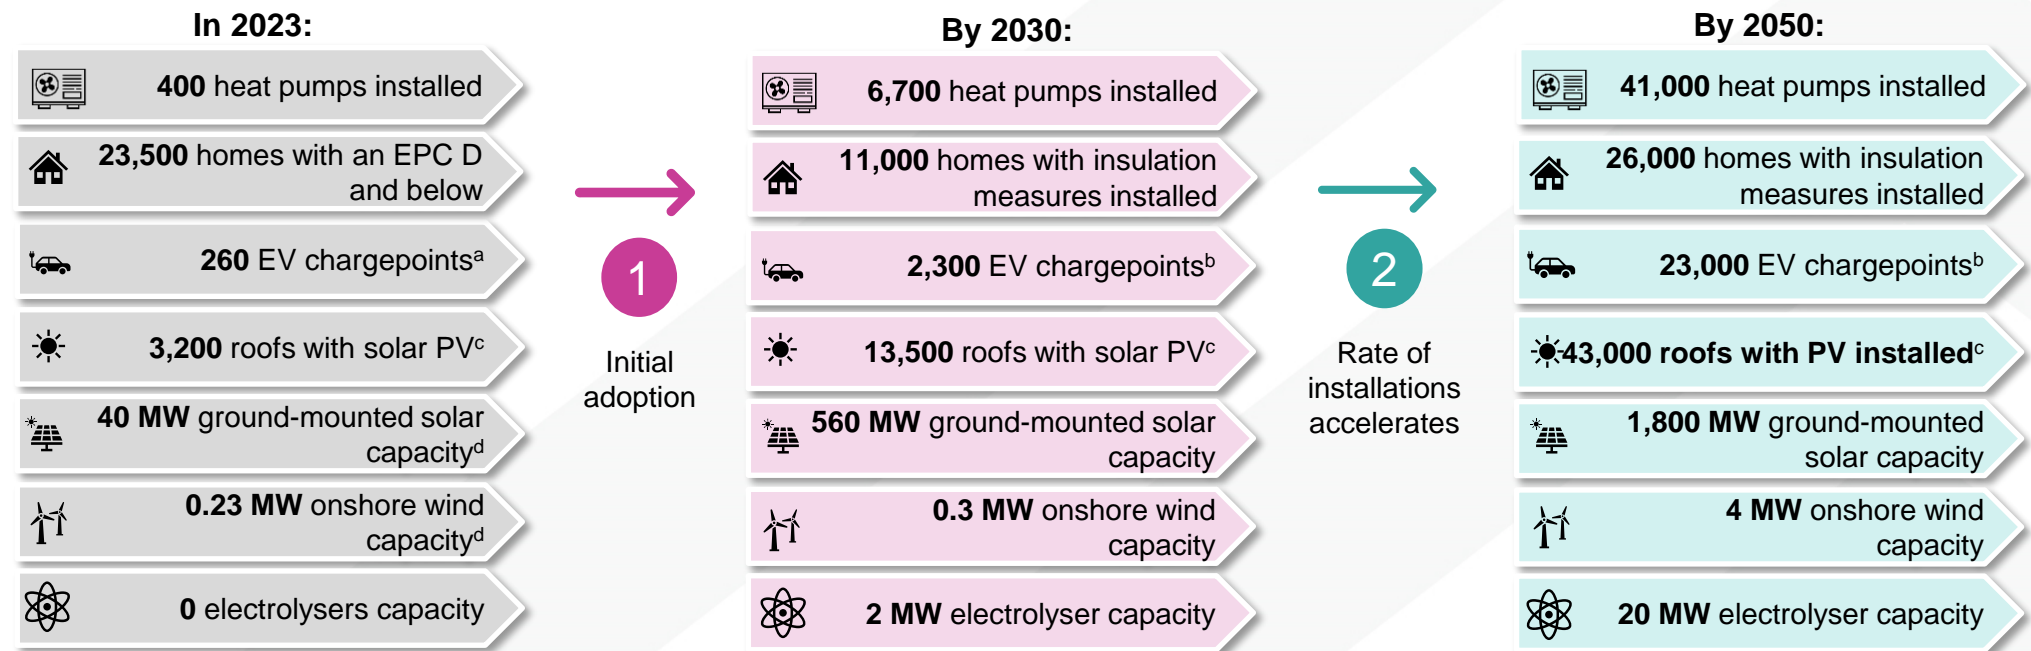 In 2023:
400 heat pumps installed
23,500 homes with an EPC D
and below
260 EV chargepointsᵃ
3,200 roofs with solar PVᶜ
40 MW ground-mounted solar
capacityᵈ
0.23 MW onshore wind
capacityᵈ
0 electrolysers capacity
1
Initial
adoption
By 2030:
6,700 heat pumps installed
11,000 homes with insulation
measures installed
2,300 EV chargepointsᵇ
13,500 roofs with solar PVᶜ
560 MW ground-mounted solar
capacity
0.3 MW onshore wind
capacity
2 MW electrolyser capacity
2
Rate of
installations
accelerates
By 2050:
41,000 heat pumps installed
26,000 homes with insulation
measures installed
23,000 EV chargepointsᵇ
43,000 roofs with PV installedᶜ
1,800 MW ground-mounted
solar capacity
4 MW onshore wind
capacity
20 MW electrolyser capacity